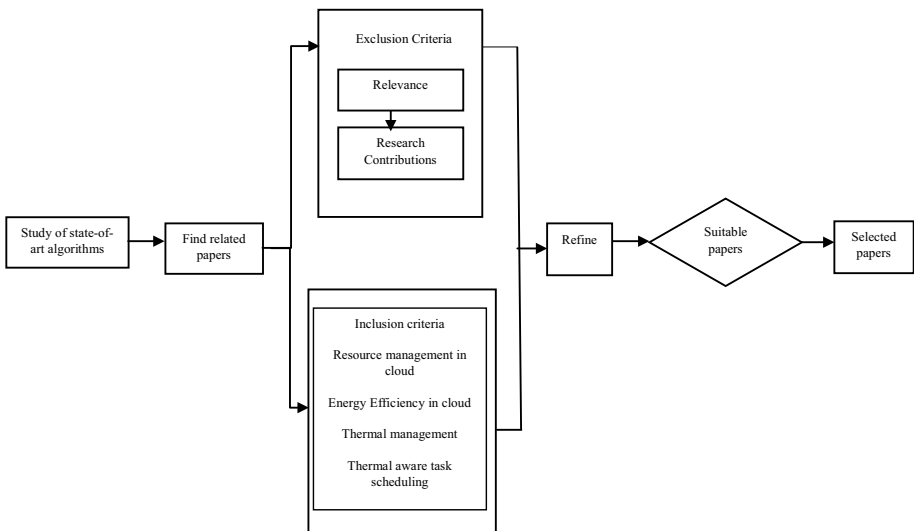 Study of state-of-
art algorithms
Find related
papers
Exclusion Criteria
Relevance
Research
Contributions
Inclusion criteria
Resource management in
cloud
Energy Efficiency in cloud
Thermal management
Thermal aware task
scheduling
Refine
Suitable
papers
Selected
papers